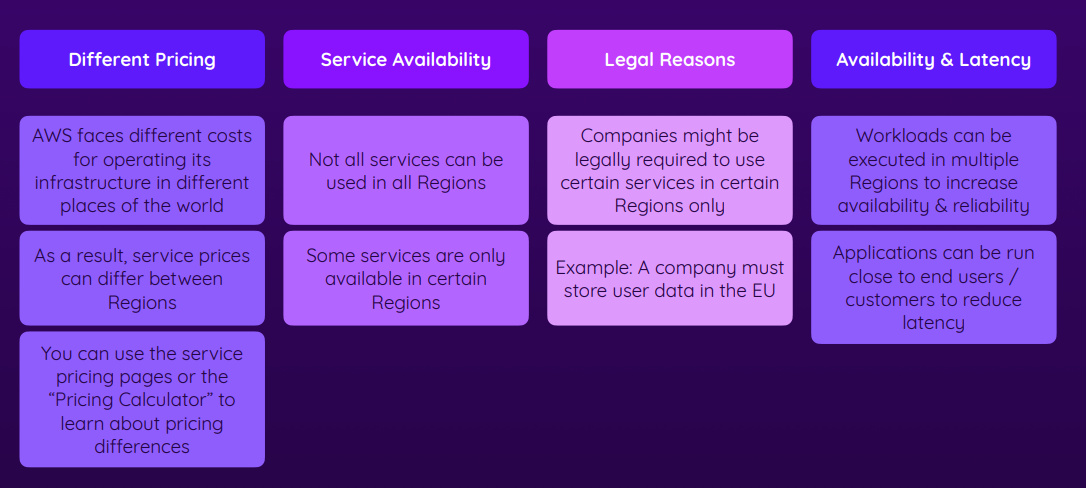 Different Pricing
AWS faces different costs
for operating its
infrastructure in different
places of the world
As a result, service prices
can differ between
Regions
You can use the service
pricing pages or the
“Pricing Calculator” to
learn about pricing
differences
Service Availability
Not all services can be
used in all Regions
Some services are only
available in certain
Regions
Legal Reasons
Companies might be
legally required to use
certain services in certain
Regions only
Example: A company must
store user data in the EU
Availability & Latency
Workloads can be
executed in multiple
Regions to increase
availability & reliability
Applications can be run
close to end users /
customers to reduce
latency